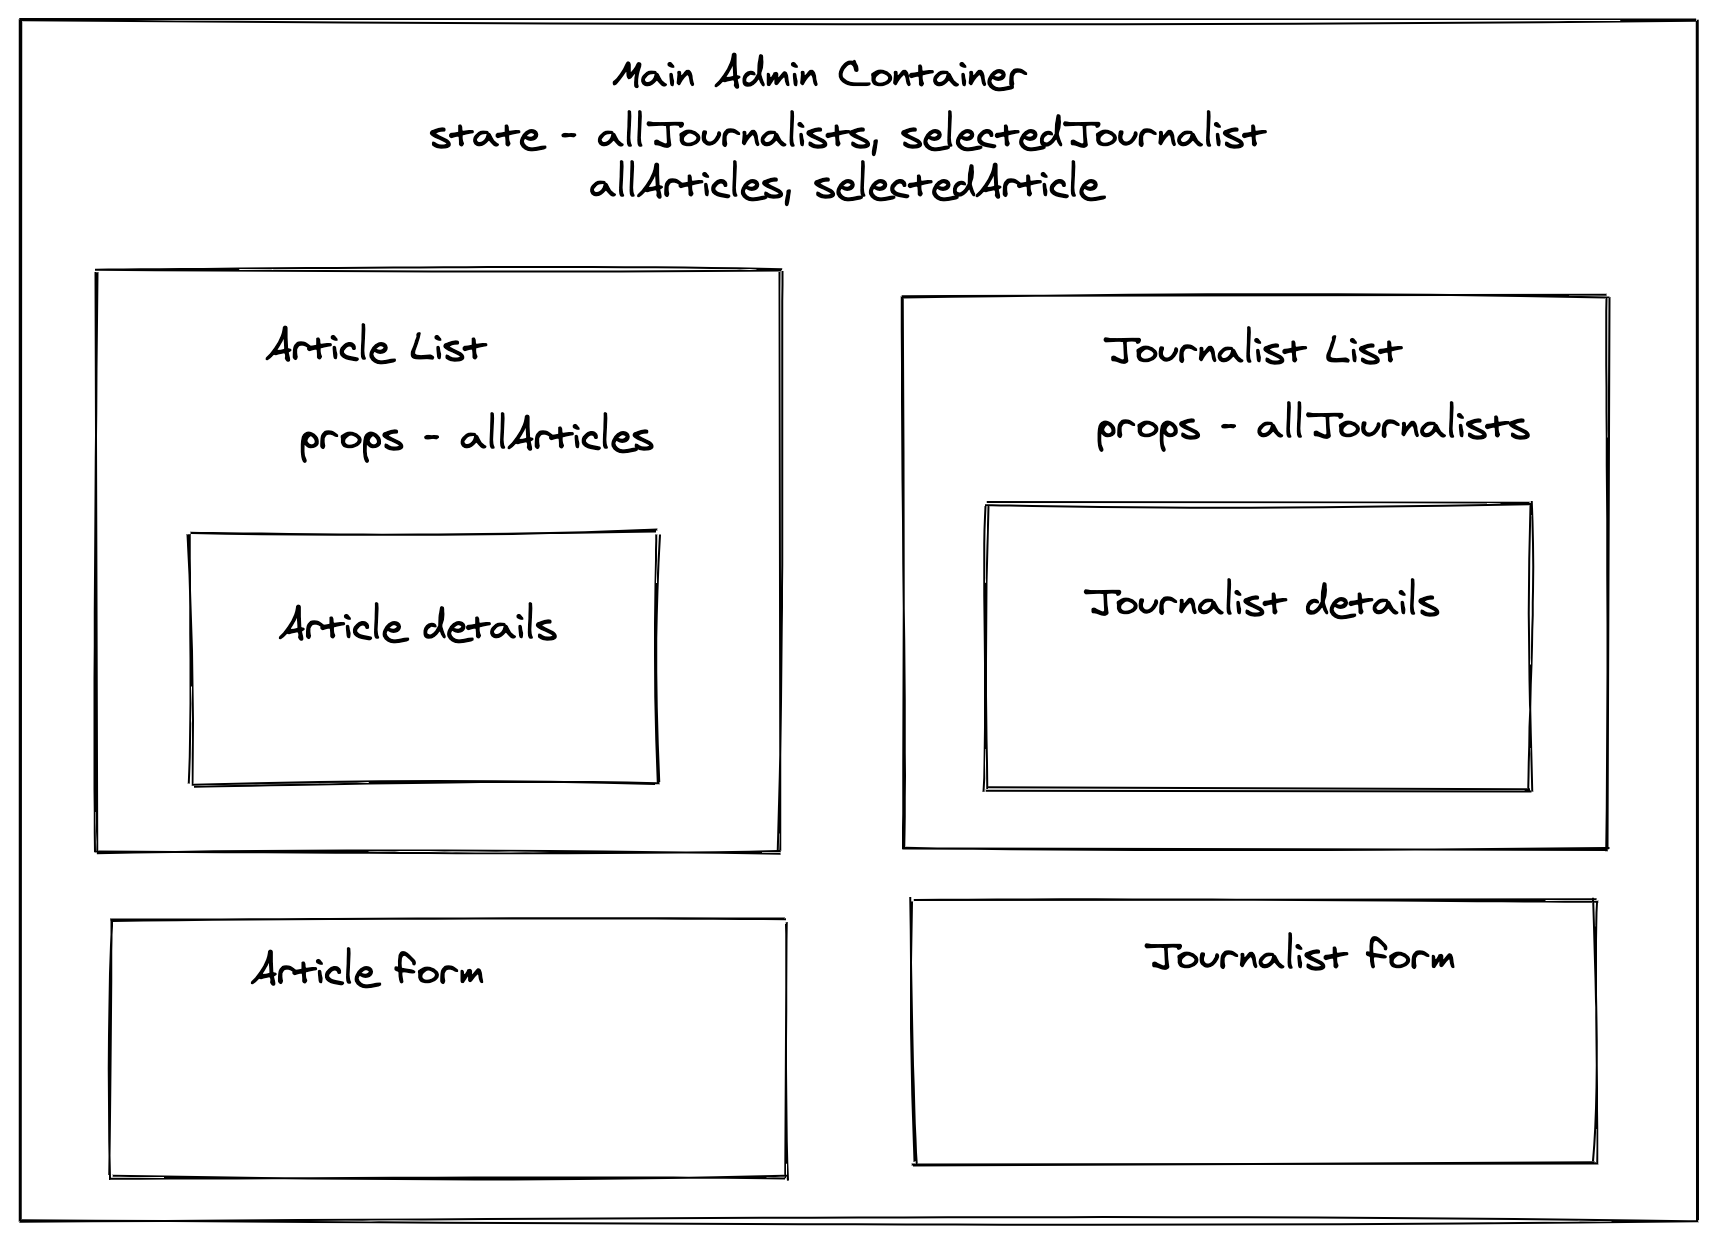 Main Admin Container
state - allJournalists, selectedJournalist
allArticles, selectedArticle
Article List
props - allArticles
Article details
Journalist List
props - allJournalists
Journalist details
Article form
Journalist form